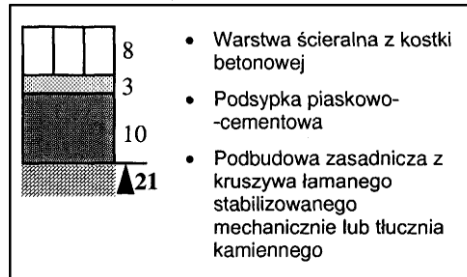 8
3
10
21
• Warstwa ścieralna z kostki
betonowej
• Podsypka piaskowo-
-cementowa
• Podbudowa zasadnicza z
kruszywa łamanego
stabilizowanego
mechanicznie lub tłucznia
kamiennego